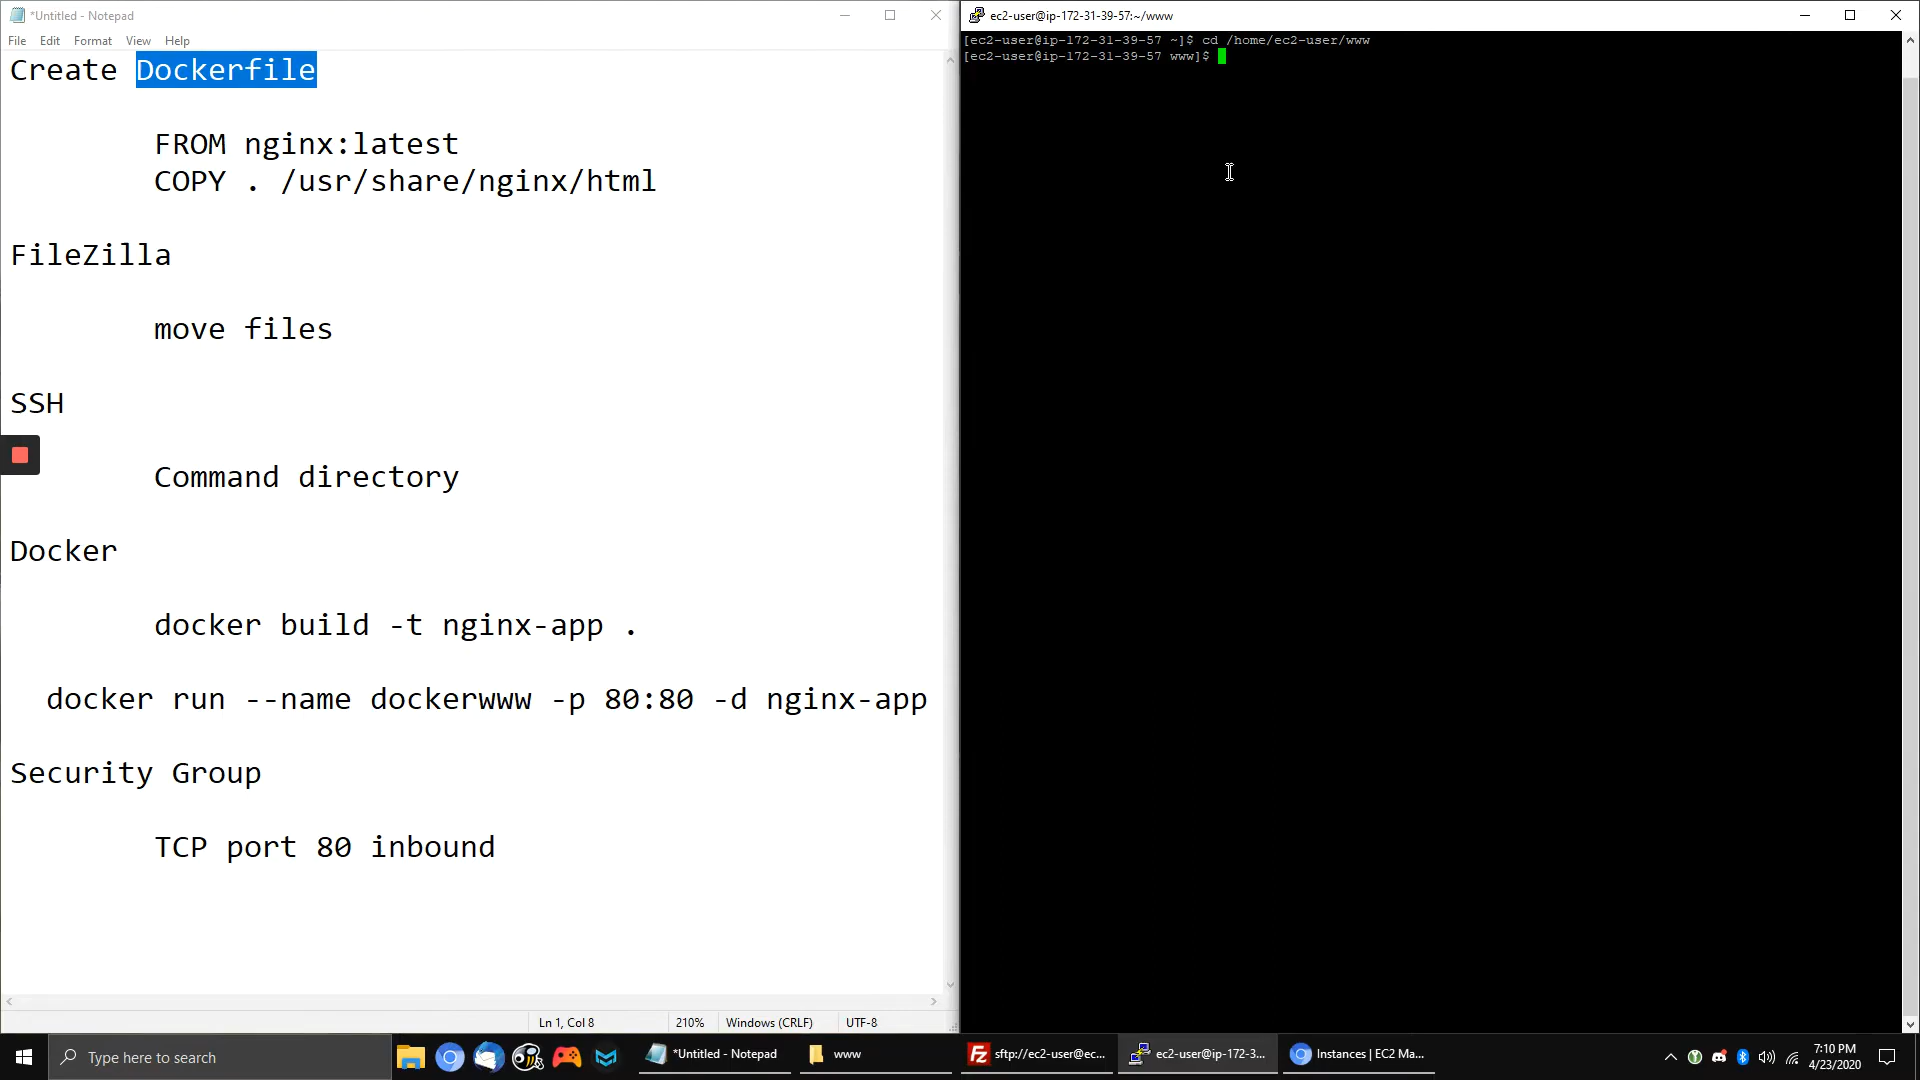 *Untitled - Notepad
File Edit Format View Help
Create Dockerfile
FROM nginx:latest
COPY . /usr/share/nginx/html
FileZilla
move files
SSH
Command directory
Docker
docker build -t nginx-app .
docker run --name dockerwww -p 80:80 -d nginx-app
Security Group
TCP port 80 inbound
Ln 1, Col 8 210% Windows (CRLF) UTF-8
ec2-user@ip-172-31-39-57:~/www
[ec2-user@ip-172-31-39-57 ~]$ cd /home/ec2-user/www
[ec2-user@ip-172-31-39-57 www]$
Type here to search
*Untitled - Notepad
www
Fz sftp://ec2-user@ec...
ec2-user@ip-172-3...
Instances | EC2 Ma...
7:10 PM
4/23/2020